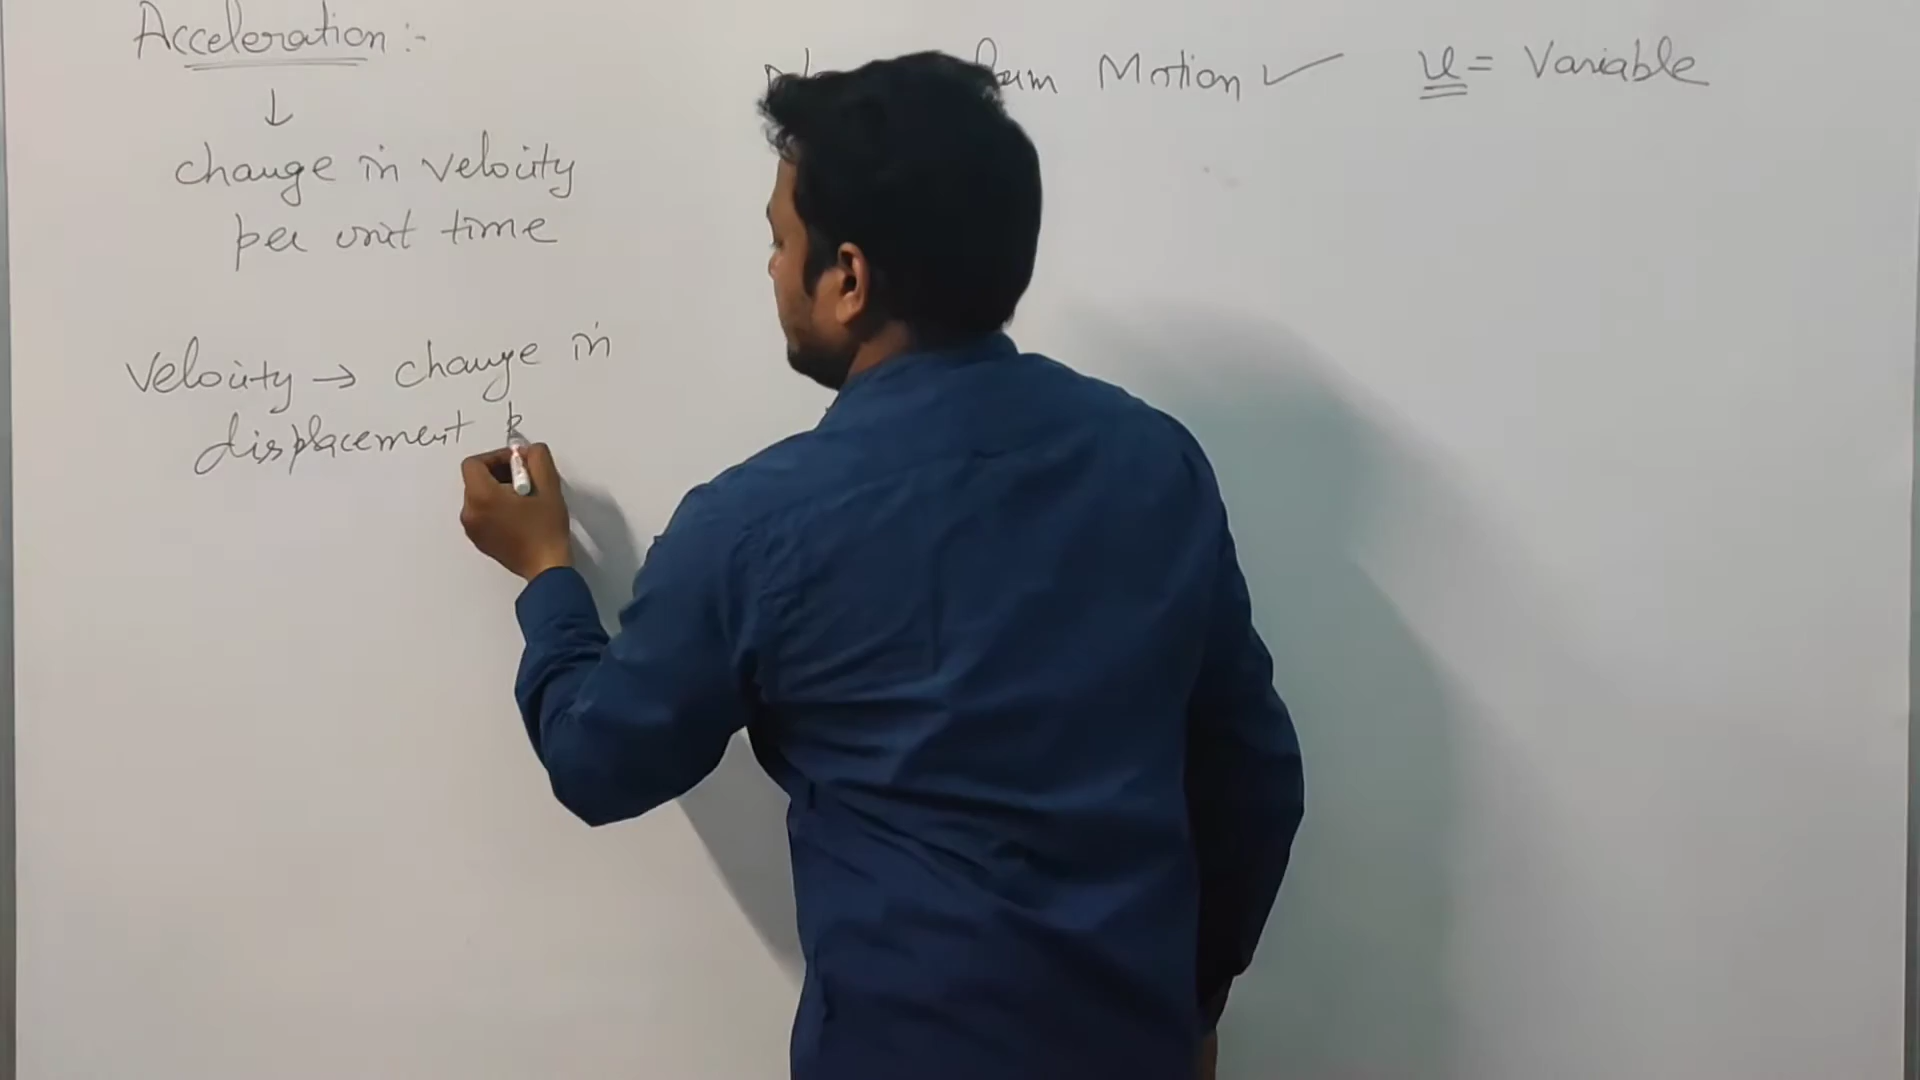 Acceleration :-
↓
change in velocity
per unit time
Velocity → change in
displacement p
Motion ✓ u = Variable